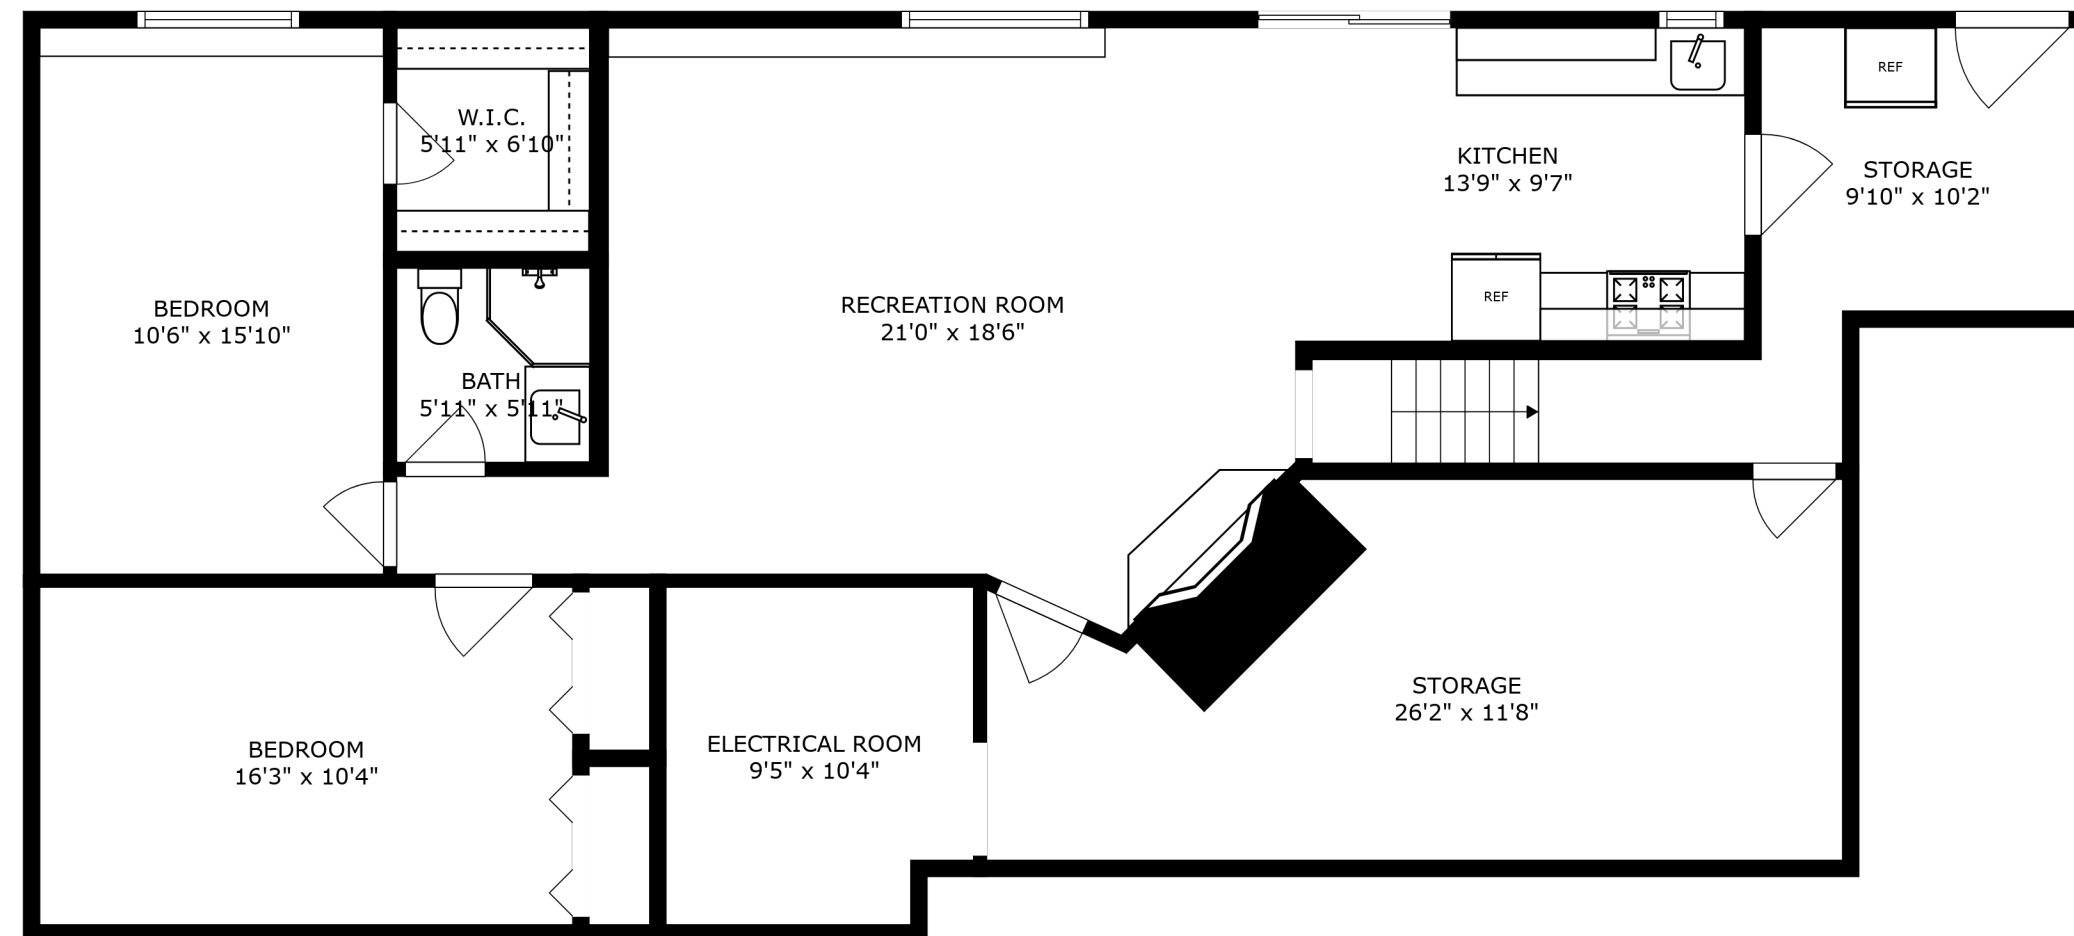 REF
W.I.C.
5'11" x 6'10"
KITCHEN
13'9" x 9'7"
STORAGE
9'10" x 10'2"
BEDROOM
10'6" x 15'10"
RECREATION ROOM
21'0" x 18'6"
REF
BATH
5'11" x 5'11"
STORAGE
26'2" x 11'8"
ELECTRICAL ROOM
9'5" x 10'4"
BEDROOM
16'3" x 10'4"